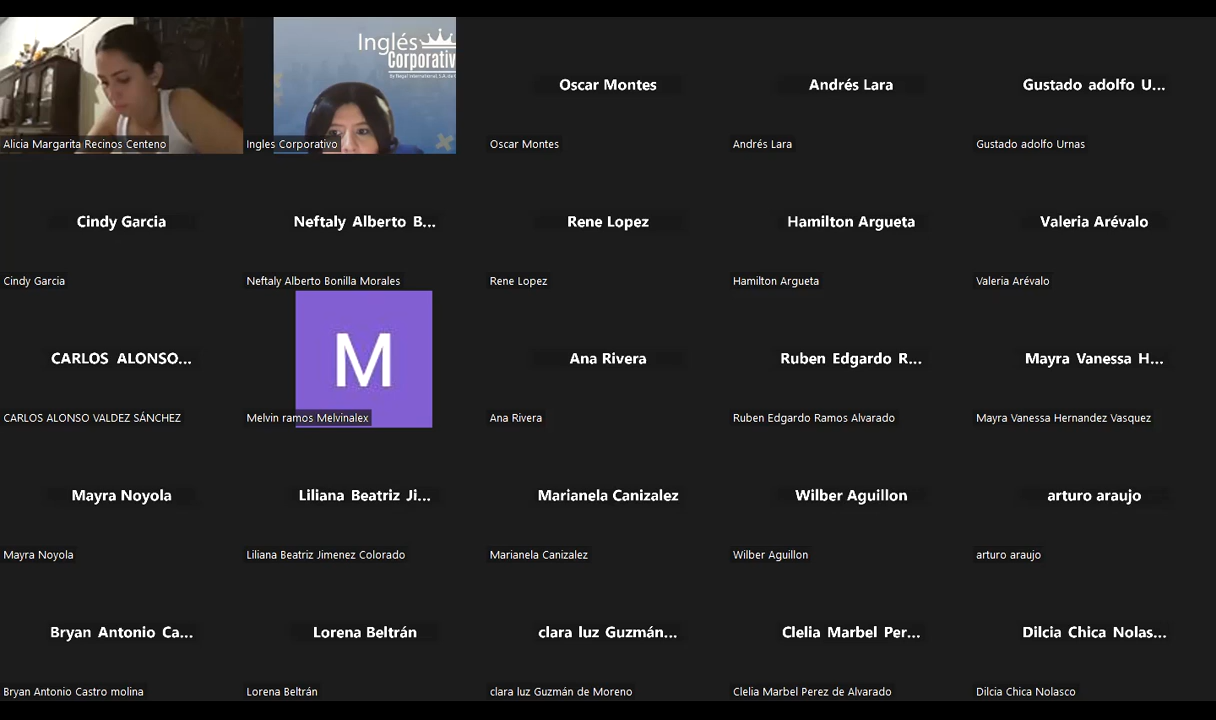 Inglés
Corporativ
Alicia Margarita Recinos Centeno
Ingles Corporativo
Oscar Montes
Oscar Montes
Andrés Lara
Andrés Lara
Gustado adolfo U...
Gustado adolfo Urnas
Cindy Garcia
Cindy Garcia
Neftaly Alberto B...
Neftaly Alberto Bonilla Morales
Rene Lopez
Rene Lopez
Hamilton Argueta
Hamilton Argueta
Valeria Arévalo
Valeria Arévalo
CARLOS ALONSO...
CARLOS ALONSO VALDEZ SÁNCHEZ
M
Melvin ramos Melvinalex
Ana Rivera
Ana Rivera
Ruben Edgardo R...
Ruben Edgardo Ramos Alvarado
Mayra Vanessa H...
Mayra Vanessa Hernandez Vasquez
Mayra Noyola
Mayra Noyola
Liliana Beatriz Ji...
Liliana Beatriz Jimenez Colorado
Marianela Canizalez
Marianela Canizalez
Wilber Aguillon
Wilber Aguillon
arturo araujo
arturo araujo
Bryan Antonio Ca...
Bryan Antonio Castro molina
Lorena Beltrán
Lorena Beltrán
clara luz Guzmán...
clara luz Guzmán de Moreno
Clelia Marbel Per...
Clelia Marbel Perez de Alvarado
Dilcia Chica Nolas...
Dilcia Chica Nolasco